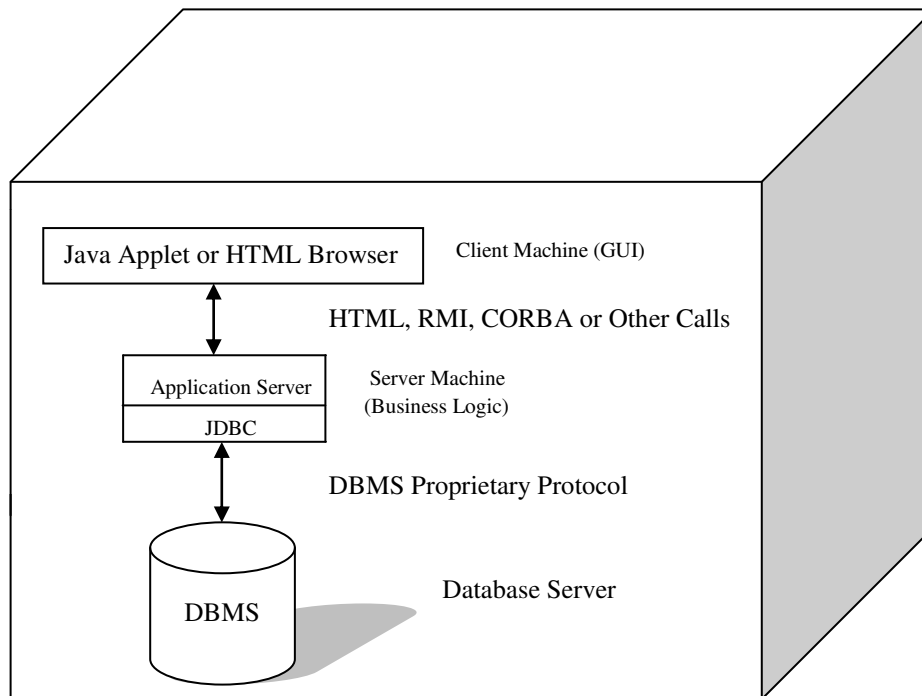 Java Applet or HTML Browser
Client Machine (GUI)
HTML, RMI, CORBA or Other Calls
Application Server
Server Machine
(Business Logic)
JDBC
DBMS Proprietary Protocol
Database Server
DBMS